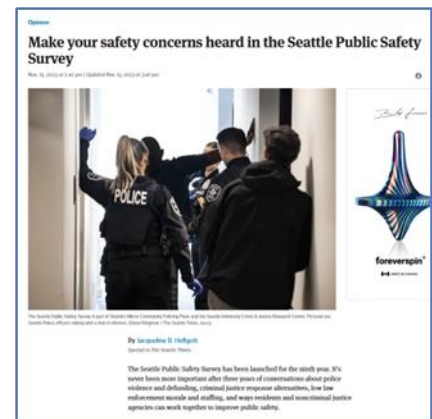 Opinion
Make your safety concerns heard in the Seattle Public Safety
Survey
POLICE
foreverspin
By Jacqueline B. Helfgott
Special to The Seattle Times
The Seattle Public Safety Survey has been launched for the ninth year. It's
never been more important after three years of conversations about police
violence and defunding, criminal justice response alternatives, low law
enforcement morale and staffing, and ways residents and noncriminal justice
agencies can work together to improve public safety.